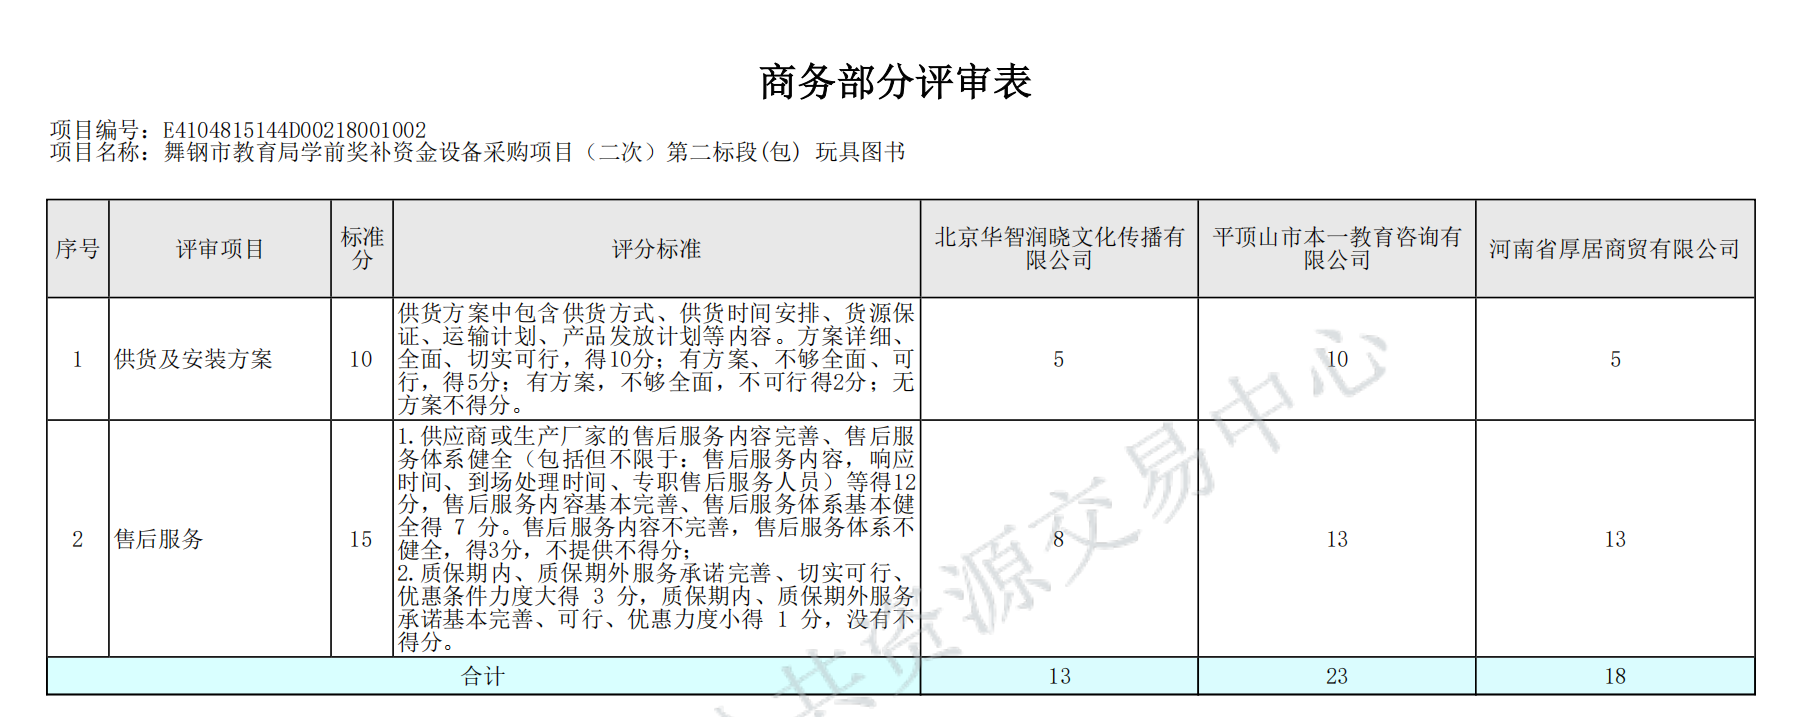 商务部分评审表
项目编号：E4104815144D00218001002
项目名称：舞钢市教育局学前奖补资金设备采购项目（二次）第二标段(包) 玩具图书
序号
评审项目
标准
分
评分标准
北京华智润晓文化传播有
限公司
平顶山市本一教育咨询有
限公司
河南省厚居商贸有限公司
1
供货及安装方案
10
供货方案中包含供货方式、供货时间安排、货源保
证、运输计划、产品发放计划等内容。方案详细、
全面、切实可行，得10分；有方案、不够全面、可
行，得5分；有方案，不够全面，不可行得2分；无
方案不得分。
5
10
5
2
售后服务
15
1.供应商或生产厂家的售后服务内容完善、售后服
务体系健全（包括但不限于：售后服务内容，响应
时间、到场处理时间、专职售后服务人员）等得12
分，售后服务内容基本完善、售后服务体系基本健
全得 7 分。售后服务内容不完善，售后服务体系不
健全，得3分，不提供不得分；
2.质保期内、质保期外服务承诺完善、切实可行、
优惠条件力度大得 3 分，质保期内、质保期外服务
承诺基本完善、可行、优惠力度小得 1 分，没有不
得分。
8
13
13
合计
13
23
18
共资源交易中心